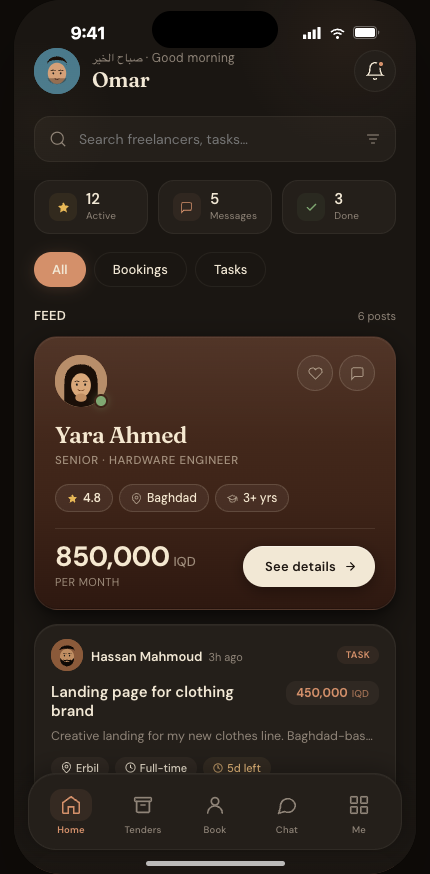 9:41
صباح الخير · Good morning
Omar
Search freelancers, tasks...
12
Active
5
Messages
3
Done
All
Bookings
Tasks
FEED
6 posts
Yara Ahmed
SENIOR · HARDWARE ENGINEER
4.8
Baghdad
3+ yrs
850,000 IQD
PER MONTH
See details →
Hassan Mahmoud 3h ago
TASK
Landing page for clothing
brand
450,000 IQD
Creative landing for my new clothes line. Baghdad-bas...
Erbil
Full-time
5d left
Home
Tenders
Book
Chat
Me